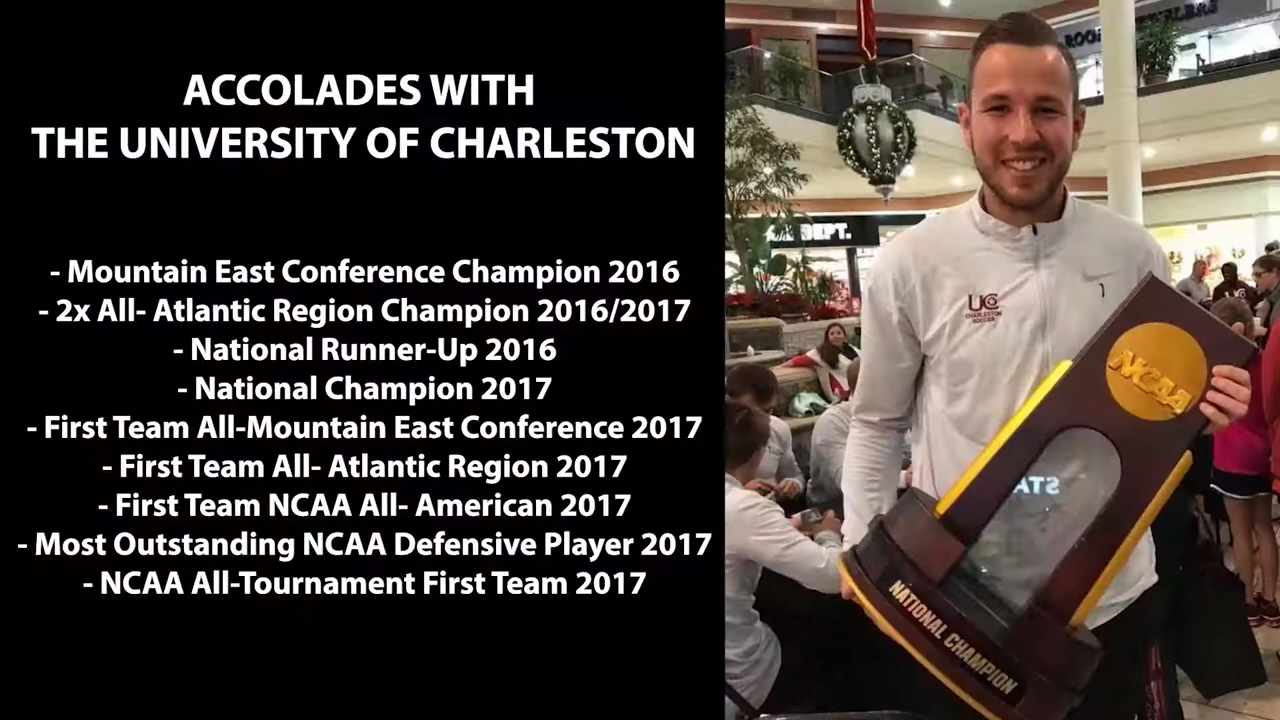 ACCOLADES WITH
THE UNIVERSITY OF CHARLESTON
- Mountain East Conference Champion 2016
- 2x All- Atlantic Region Champion 2016/2017
- National Runner-Up 2016
- National Champion 2017
- First Team All-Mountain East Conference 2017
- First Team All- Atlantic Region 2017
- First Team NCAA All- American 2017
- Most Outstanding NCAA Defensive Player 2017
- NCAA All-Tournament First Team 2017
DEPT.
UC
CHARLESTON
SOCCER
1
NCAA
STA
NATIONAL CHAMPION